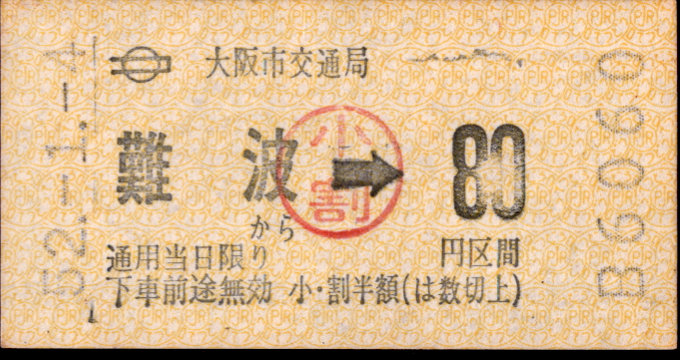 大阪市交通局
難波から → 80
通用当日限り 円区間
下車前途無効 小・割半額(は数切上)
小
割
52.-1.-4
B6060